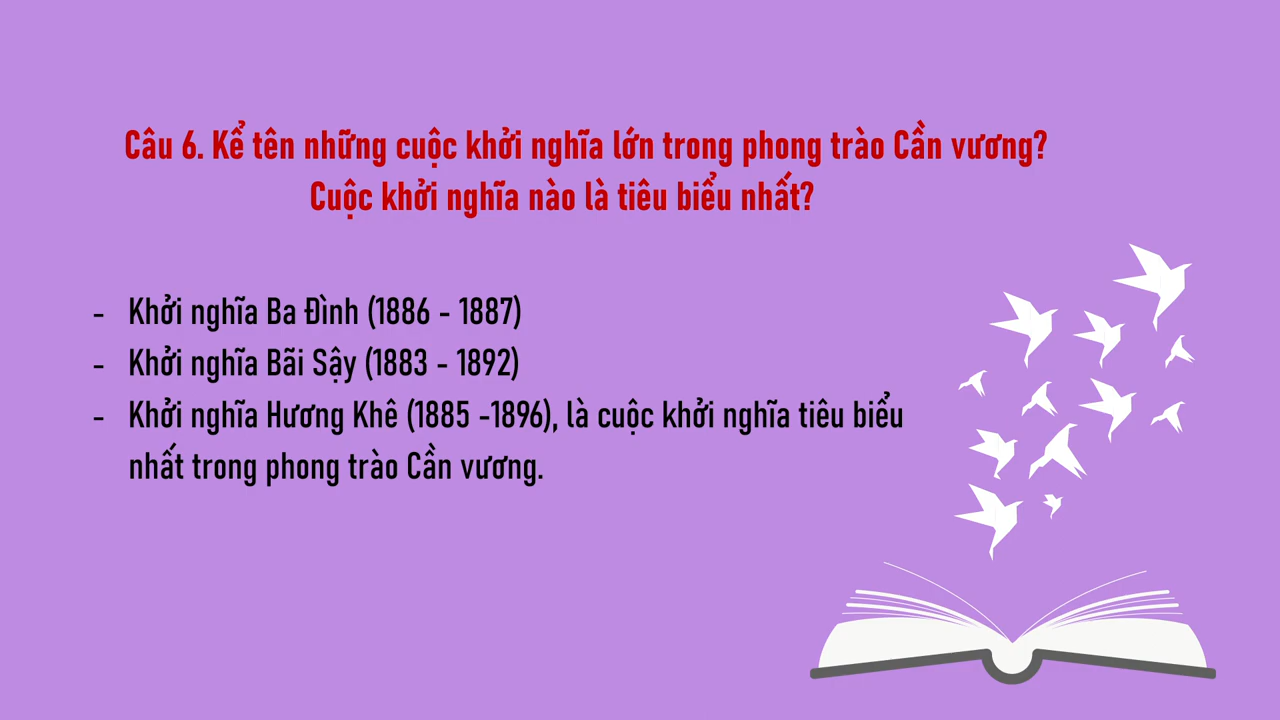 Câu 6. Kể tên những cuộc khởi nghĩa lớn trong phong trào Cần vương?
Cuộc khởi nghĩa nào là tiêu biểu nhất?
- Khởi nghĩa Ba Đình (1886 - 1887)
- Khởi nghĩa Bãi Sậy (1883 - 1892)
- Khởi nghĩa Hương Khê (1885 -1896), là cuộc khởi nghĩa tiêu biểu
nhất trong phong trào Cần vương.